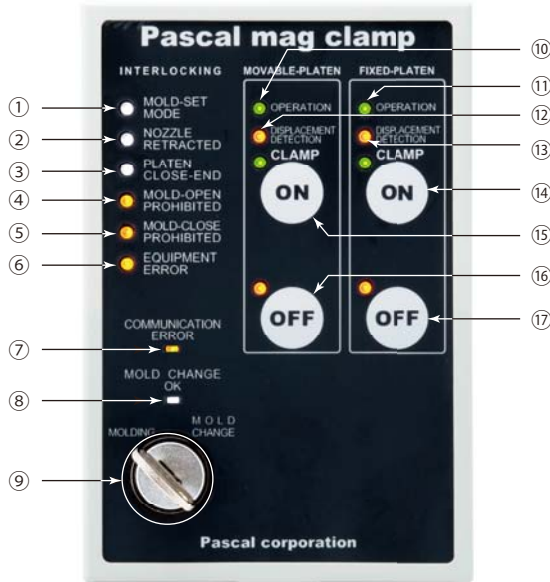 Pascal mag clamp
INTERLOCKING
① MOLD-SET
MODE
② NOZZLE
RETRACTED
③ PLATEN
CLOSE-END
④ MOLD-OPEN
PROHIBITED
⑤ MOLD-CLOSE
PROHIBITED
⑥ EQUIPMENT
ERROR
⑦ COMMUNICATION
ERROR
⑧ MOLD CHANGE
OK
⑨ MOLDING
MOLD
CHANGE
MOVABLE-PLATEN
⑩ OPERATION
⑫ DISPLACEMENT
DETECTION
CLAMP
ON ⑮
OFF ⑯
FIXED-PLATEN
OPERATION ⑪
DISPLACEMENT
DETECTION ⑬
CLAMP
ON ⑭
OFF ⑰
Pascal corporation